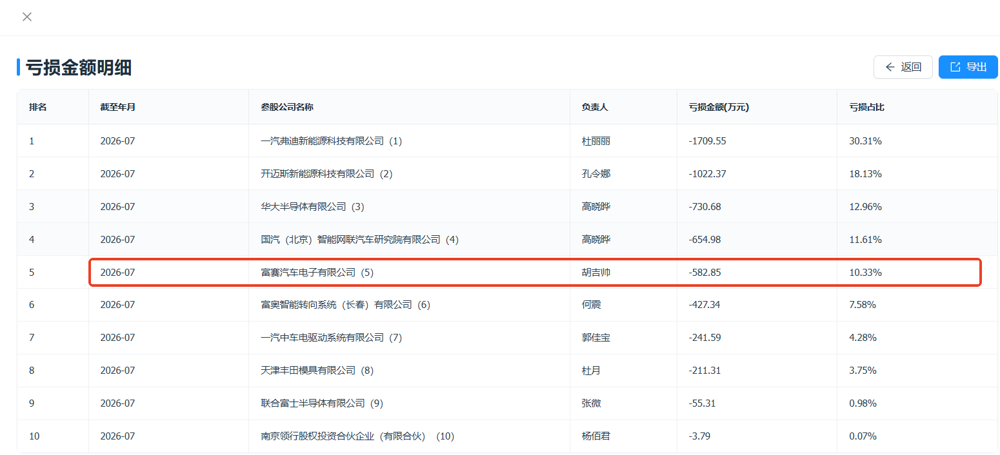 亏损金额明细
返回 导出
排名 截至年月 参股公司名称 负责人 亏损金额(万元) 亏损占比
1 2026-07 一汽弗迪新能源科技有限公司（1） 杜丽丽 -1709.55 30.31%
2 2026-07 开迈斯新能源科技有限公司（2） 孔令娜 -1022.37 18.13%
3 2026-07 华大半导体有限公司（3） 高晓晔 -730.68 12.96%
4 2026-07 国汽（北京）智能网联汽车研究院有限公司（4） 高晓晔 -654.98 11.61%
5 2026-07 富赛汽车电子有限公司（5） 胡吉帅 -582.85 10.33%
6 2026-07 富奥智能转向系统（长春）有限公司（6） 何震 -427.34 7.58%
7 2026-07 一汽中车电驱动系统有限公司（7） 郭佳宝 -241.59 4.28%
8 2026-07 天津丰田模具有限公司（8） 杜月 -211.31 3.75%
9 2026-07 联合富士半导体有限公司（9） 张微 -55.31 0.98%
10 2026-07 南京领行股权投资合伙企业（有限合伙）（10） 杨佰君 -3.79 0.07%